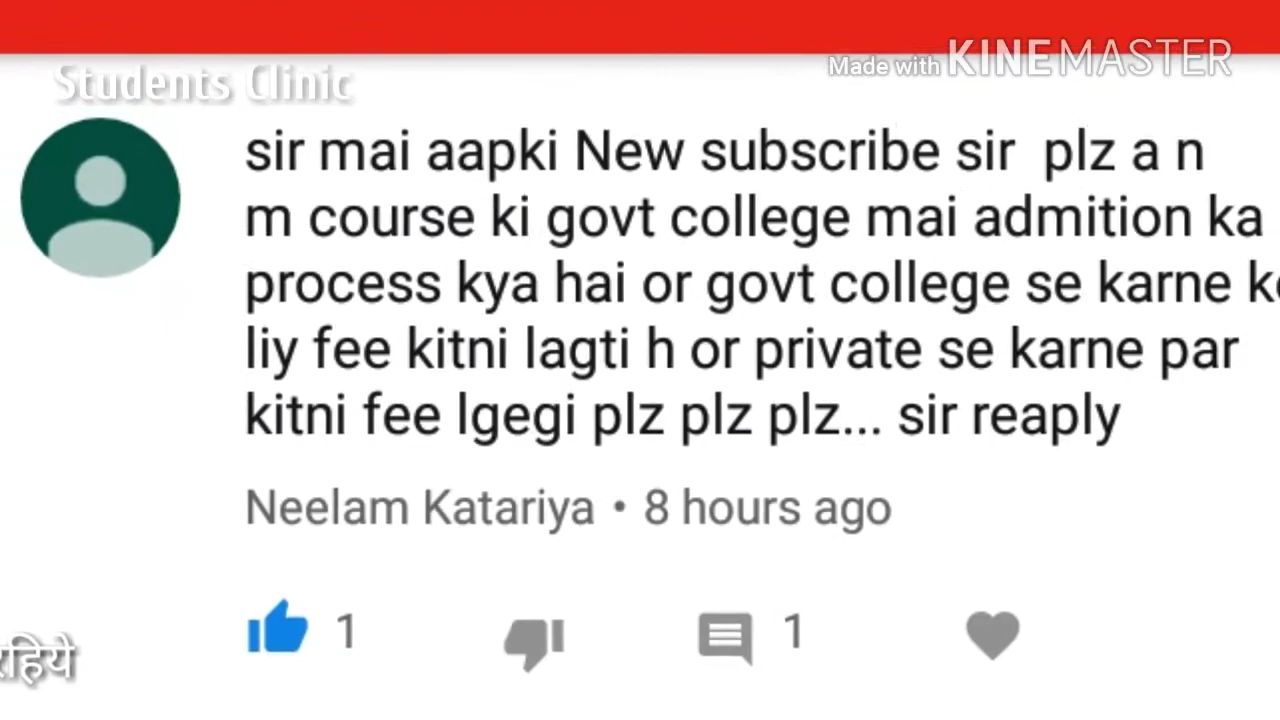 Made with KINEMASTER
Students Clinic
sir mai aapki New subscribe sir plz a n
m course ki govt college mai admition ka
process kya hai or govt college se karne
liy fee kitni lagti h or private se karne par
kitni fee lgegi plz plz plz... sir reaply
Neelam Katariya • 8 hours ago
1
1
रहिये